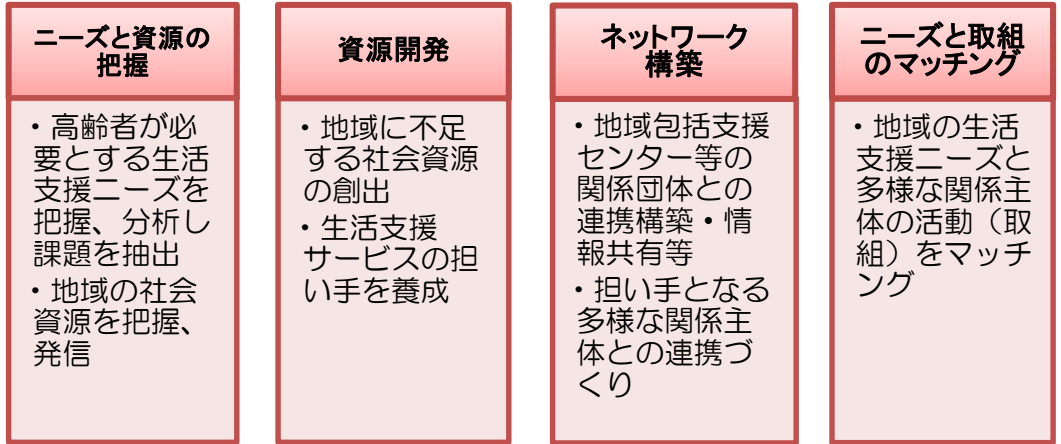 ニーズと資源の
把握
・高齢者が必
要とする生活
支援ニーズを
把握、分析し
課題を抽出
・地域の社会
資源を把握、
発信
資源開発
・地域に不足
する社会資源
の創出
・生活支援
サービスの担
い手を養成
ネットワーク
構築
・地域包括支援
センター等の
関係団体との
連携構築・情
報共有等
・担い手となる
多様な関係主
体との連携づ
くり
ニーズと取組
のマッチング
・地域の生活
支援ニーズと
多様な関係主
体の活動（取
組）をマッチ
ング